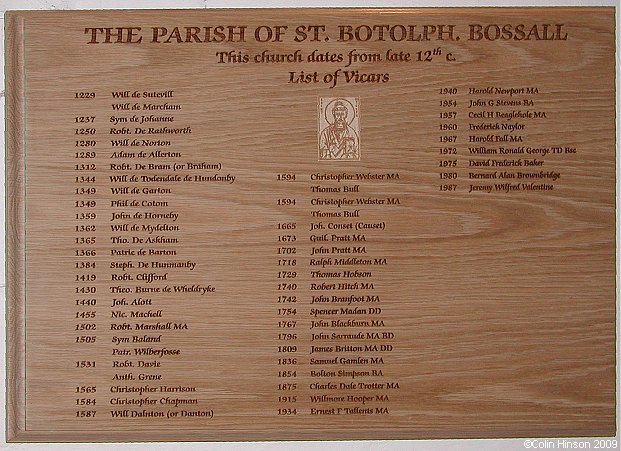 THE PARISH OF ST. BOTOLPH. BOSSALL
This church dates from late 12th c.
List of Vicars
1229 Will de Sutevill
Will de Marcham
1237 Sym de Johanne
1250 Robt. De Rathworth
1280 Will de Norton
1289 Adam de Allerton
1312 Robt. De Bram (or Braham)
1344 Will de Todendale de Hundonby
1349 Will de Garton
1349 Phil de Cotom
1359 John de Horneby
1362 Will de Mydelton
1365 Tho. De Askham
1366 Patric de Barton
1384 Steph. De Hunmanby
1419 Robt. Clifford
1430 Theo. Burne de Wheldryke
1440 Joh. Alott
1455 Nic. Machell
1502 Robt. Marshall MA
1505 Sym Baland
Patr. Wilberfosse
1531 Robt. Davie
Anth. Grene
1565 Christopher Harrison
1584 Christopher Chapman
1587 Will Dalnton (or Danton)
1594 Christopher Webster MA
Thomas Bull
1594 Christopher Webster MA
Thomas Bull
1665 Joh. Conset (Causet)
1673 Guil. Pratt MA
1702 John Pratt MA
1718 Ralph Middleton MA
1729 Thomas Hobson
1740 Robert Hitch MA
1742 John Branfoot MA
1754 Spencer Madan DD
1767 John Blackburn MA
1796 John Sarraude MA BD
1809 James Britton MA DD
1836 Samuel Gamlen MA
1854 Bolton Simpson BA
1875 Charles Dale Trotter MA
1915 Willmore Hooper MA
1934 Ernest F Tallents MA
1940 Harold Newport MA
1954 John G Stevens BA
1957 Cecil H Beaglehole MA
1960 Frederick Naylor
1967 Harold Fall MA
1972 William Ronald George TD Bsc
1975 David Frederick Baker
1980 Bernard Alan Brownbridge
1987 Jeremy Wilfred Valentine
©Colin Hinson 2009